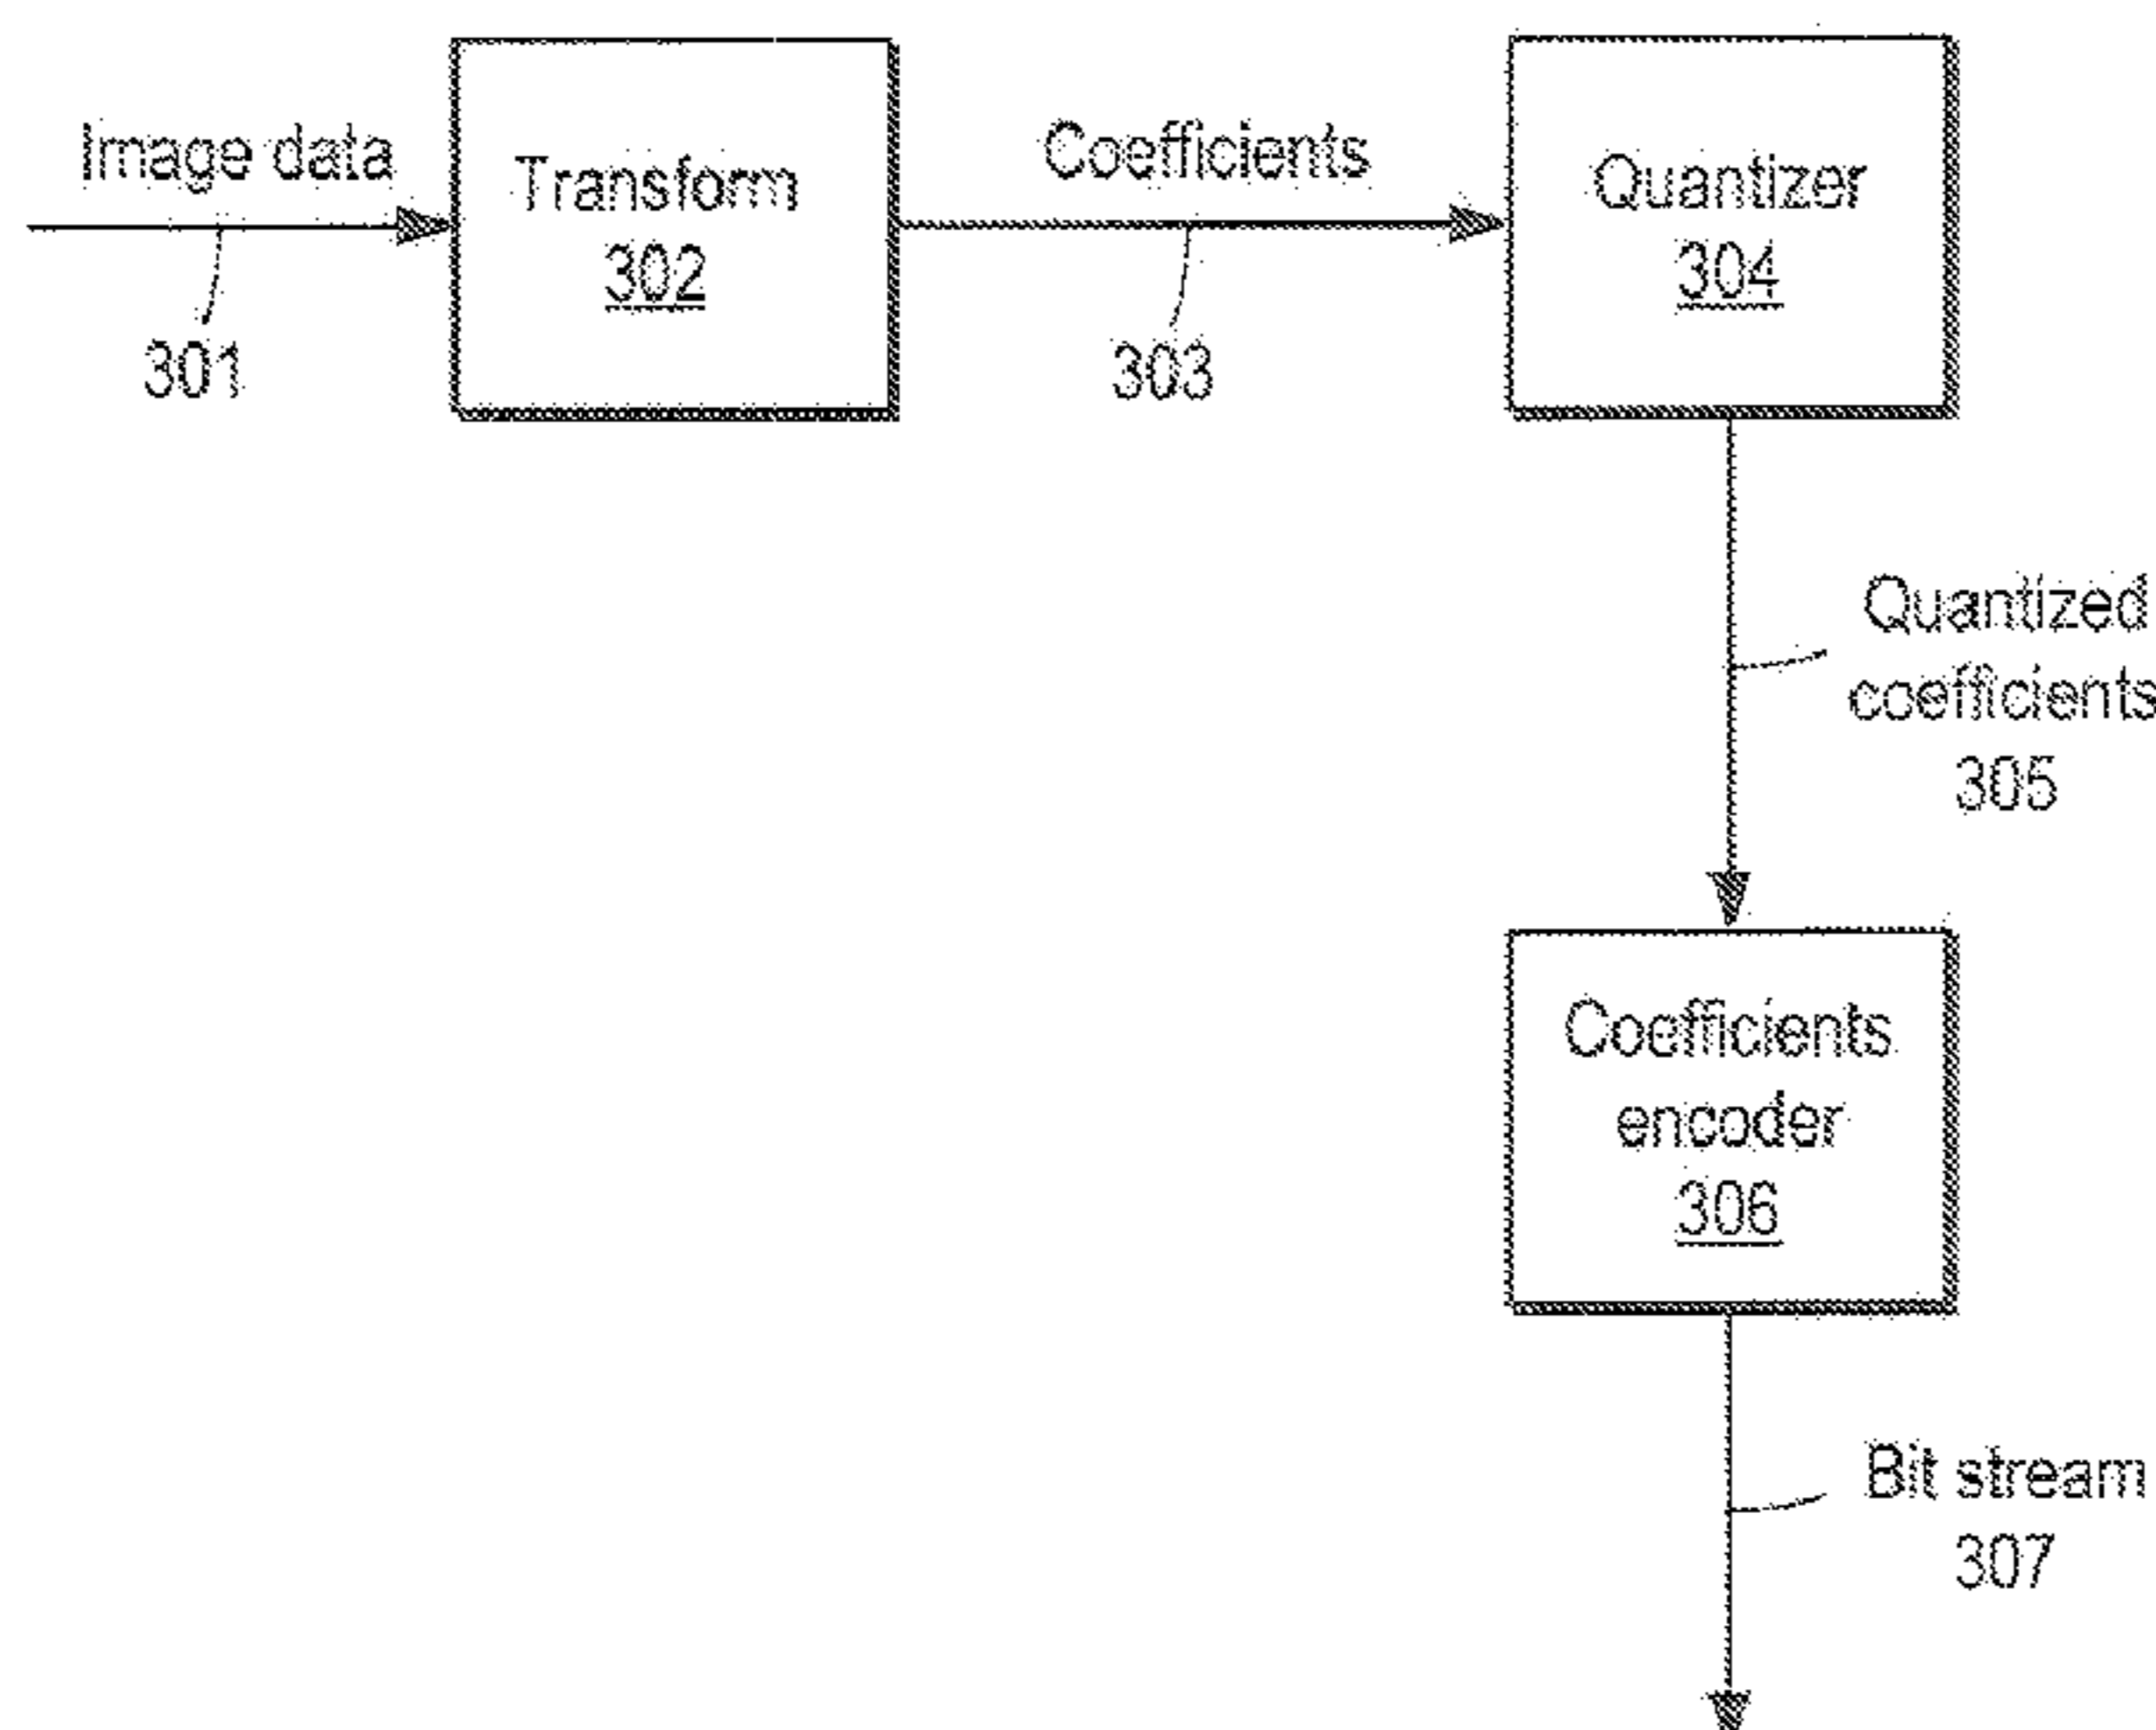 Image data
301
Transform
302
Coefficients
303
Quantizer
304
Quantized
coefficients
305
Coefficients
encoder
306
Bit stream
307